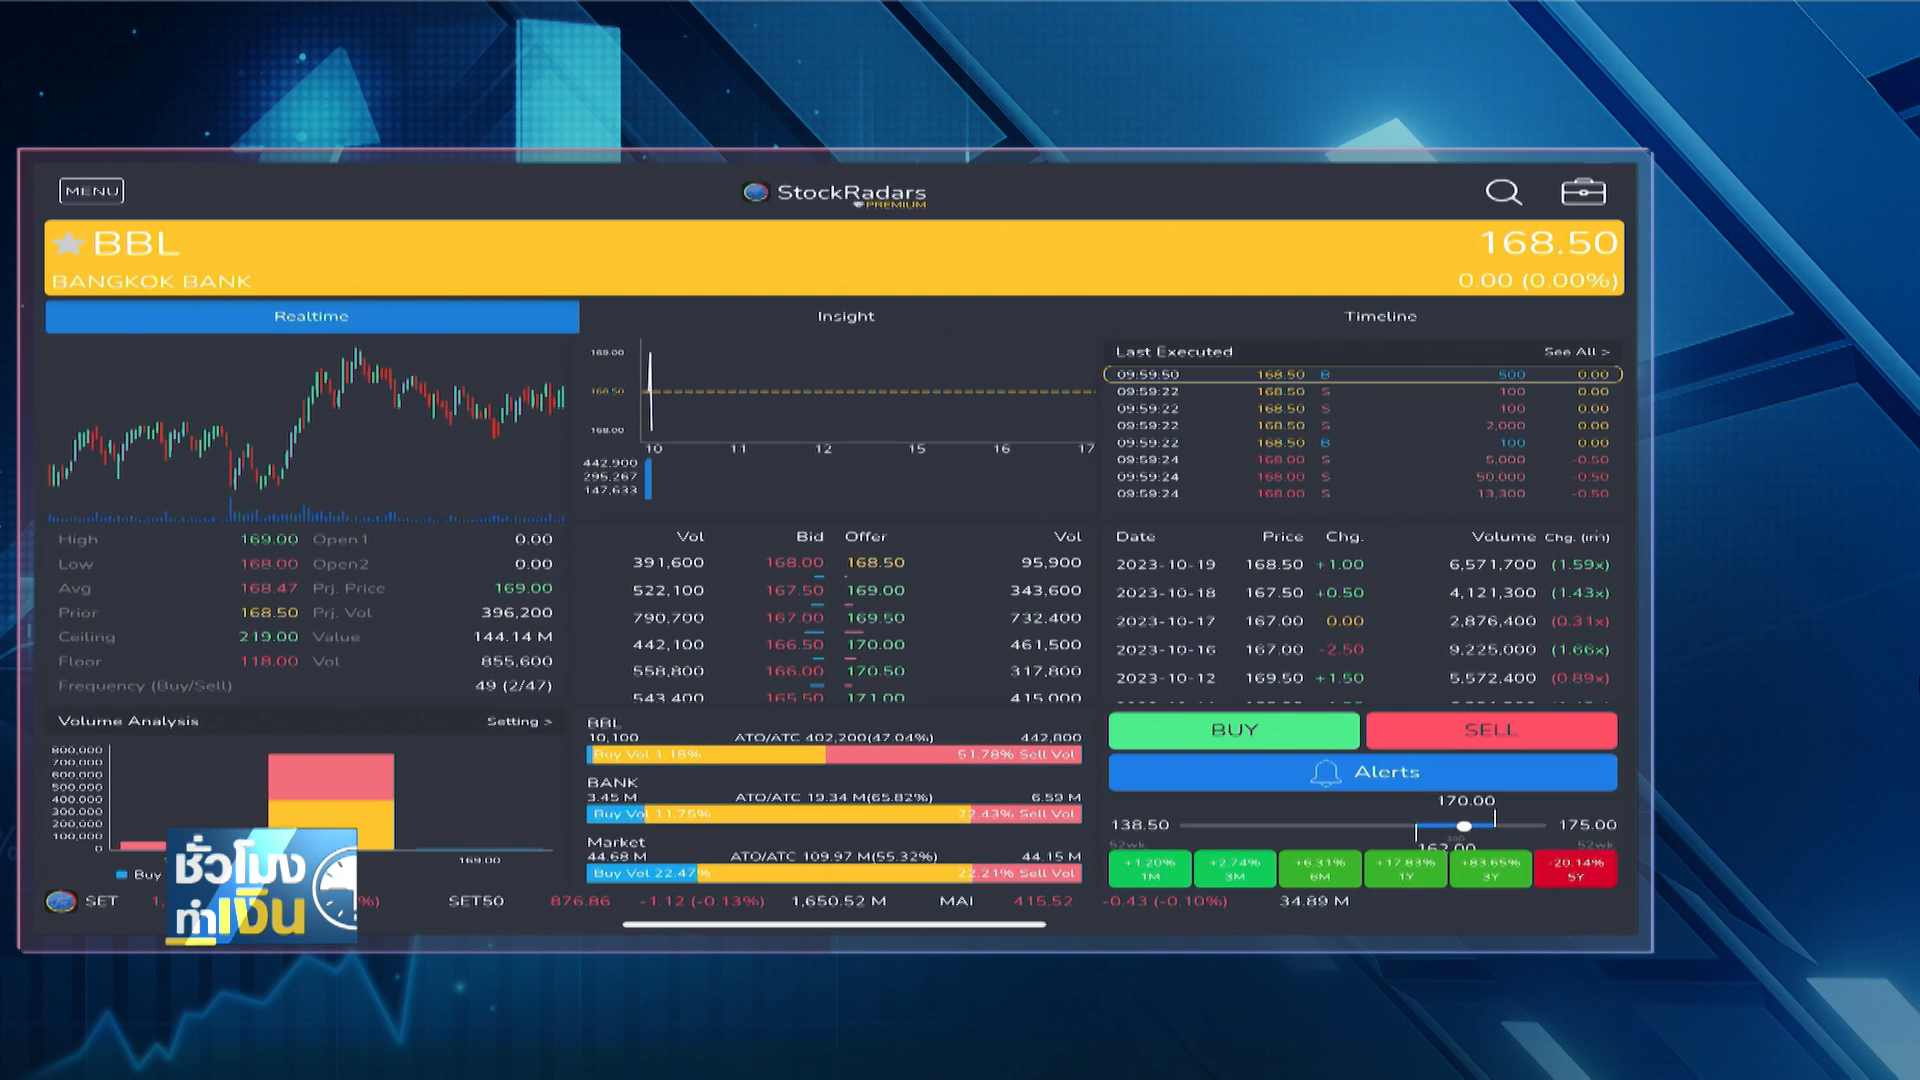 MENU
StockRadars
PREMIUM
BBL
168.50
BANGKOK BANK
0.00 (0.00%)
Realtime
Insight
Timeline
169.00
168.50
168.00
10 11 12 15 16 17
442,900
295,267
147,633
Last Executed See All >
09:59:50 168.50 B 500 0.00
09:59:22 168.50 S 100 0.00
09:59:22 168.50 S 100 0.00
09:59:22 168.50 S 2,000 0.00
09:59:22 168.50 B 100 0.00
09:59:24 168.00 S 5,000 -0.50
09:59:24 168.00 S 50,000 -0.50
09:59:24 168.00 S 13,300 -0.50
High 169.00 Open1 0.00
Low 168.00 Open2 0.00
Avg 168.47 Prj. Price 169.00
Prior 168.50 Prj. Vol 396,200
Ceiling 219.00 Value 144.14 M
Floor 118.00 Vol 855,600
Frequency (Buy/Sell) 49 (2/47)
Vol Bid Offer Vol
391,600 168.00 168.50 95,900
522,100 167.50 169.00 343,600
790,700 167.00 169.50 732,400
442,100 166.50 170.00 461,500
558,800 166.00 170.50 317,800
543,400 165.50 171.00 415,000
Date Price Chg. Volume Chg. (im)
2023-10-19 168.50 +1.00 6,571,700 (1.59x)
2023-10-18 167.50 +0.50 4,121,300 (1.43x)
2023-10-17 167.00 0.00 2,876,400 (0.31x)
2023-10-16 167.00 -2.50 9,225,000 (1.66x)
2023-10-12 169.50 +1.50 5,572,400 (0.89x)
Volume Analysis Setting >
800,000
700,000
600,000
500,000
400,000
300,000
200,000
100,000
0
169.00
Buy
BBL
10,100 ATO/ATC 402,200(47.04%) 442,800
Buy Vol 1.18% 51.78% Sell Vol
BANK
3.45 M ATO/ATC 19.34 M(65.82%) 6.59 M
Buy Vol 11.75% 22.43% Sell Vol
Market
44.68 M ATO/ATC 109.97 M(55.32%) 44.15 M
Buy Vol 22.47% 22.21% Sell Vol
BUY
SELL
Alerts
170.00
138.50 175.00
52wk 30D 52wk
162.00
+1.20% +2.74% +6.31% +17.83% +83.65% -20.14%
1M 3M 6M 1Y 3Y 5Y
SET SET50 876.86 -1.12 (-0.13%) 1,650.52 M MAI 415.52 -0.43 (-0.10%) 34.89 M
ชั่วโมง
ทำเงิน